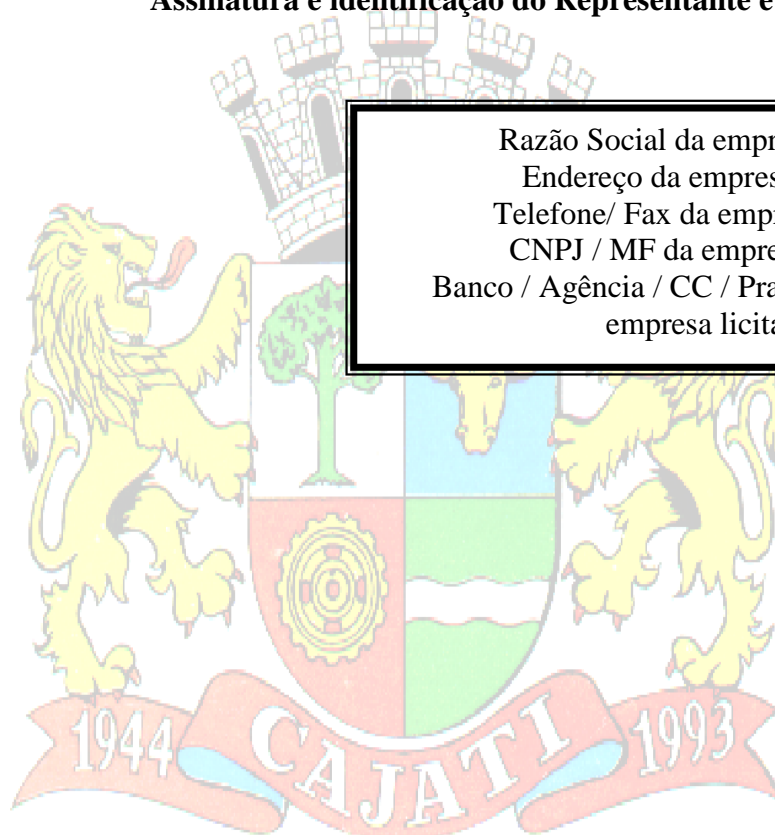 Assinatura e identificação do Representante e
Razão Social da empr
Endereço da empres
Telefone/ Fax da empr
CNPJ / MF da empre
Banco / Agência / CC / Pra
empresa licita
1944 CAJATI 1993